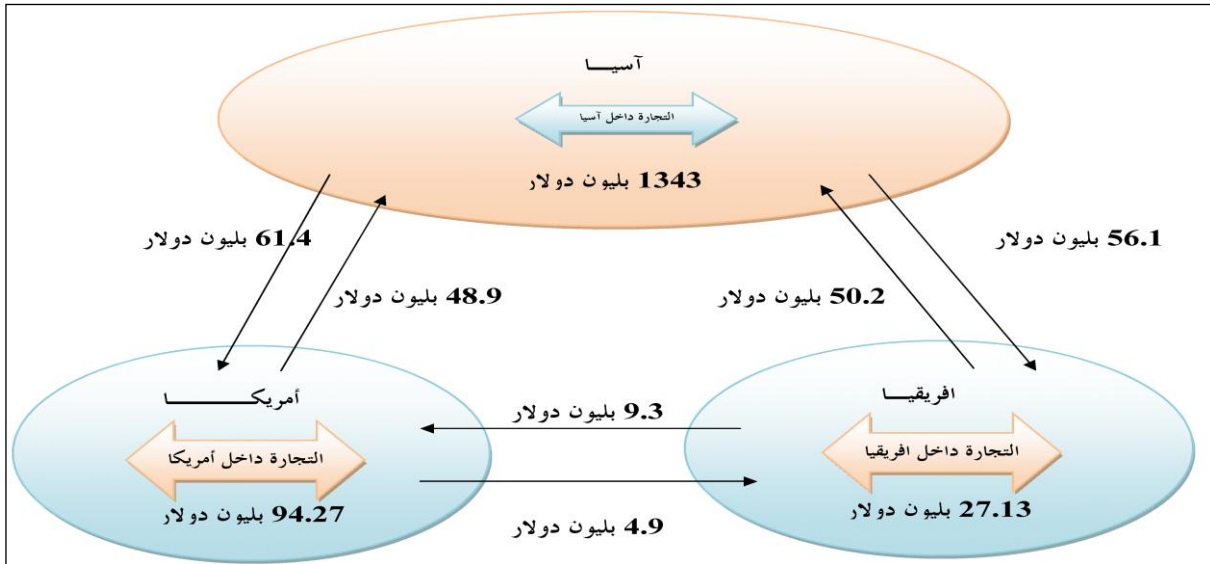 آسيـــا
التجارة داخل آسيا
1343 بليون دولار
61.4 بليون دولار
56.1 بليون دولار
48.9 بليون دولار
50.2 بليون دولار
أمريكـــــــــا
افريقيـــا
9.3 بليون دولار
التجارة داخل أمريكا
التجارة داخل افريقيا
94.27 بليون دولار
27.13 بليون دولار
4.9 بليون دولار